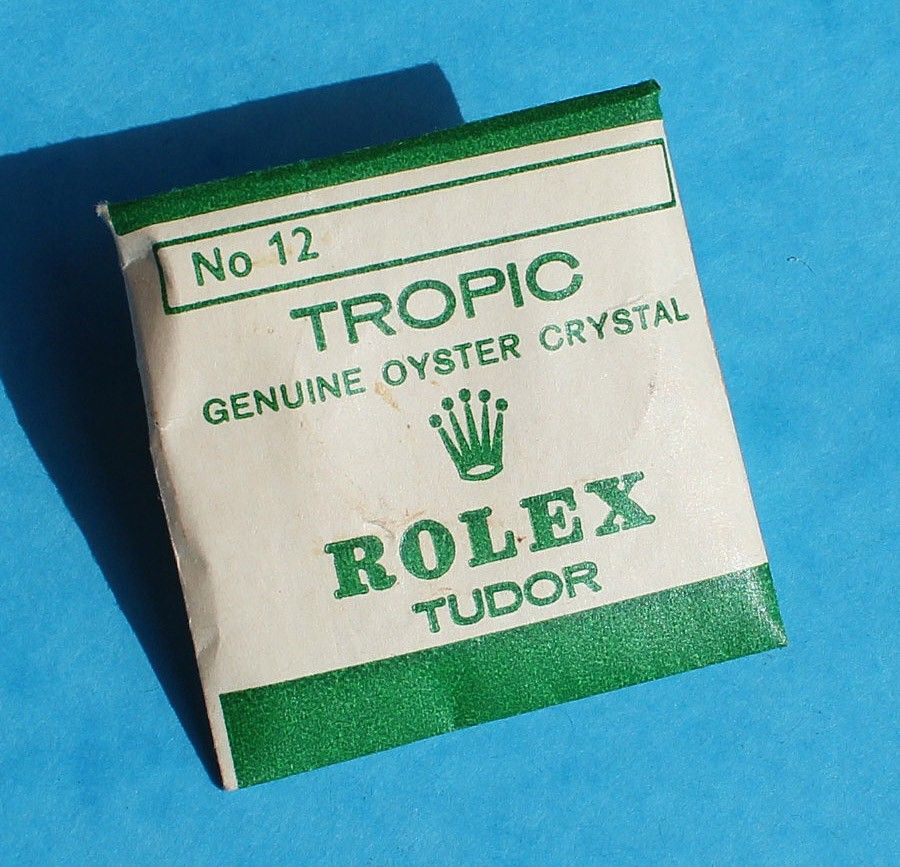 No 12
TROPIC
GENUINE OYSTER CRYSTAL
ROLEX
TUDOR